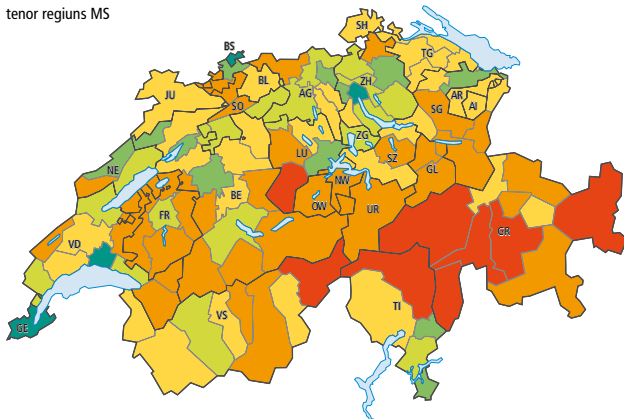 tenor regiuns MS
SH
BS
TG
BL
ZH
JU
AG
AR
AI
SO
SG
ZG
LU
SZ
NE
GL
NW
BE
OW
UR
FR
GR
VD
TI
VS
GE